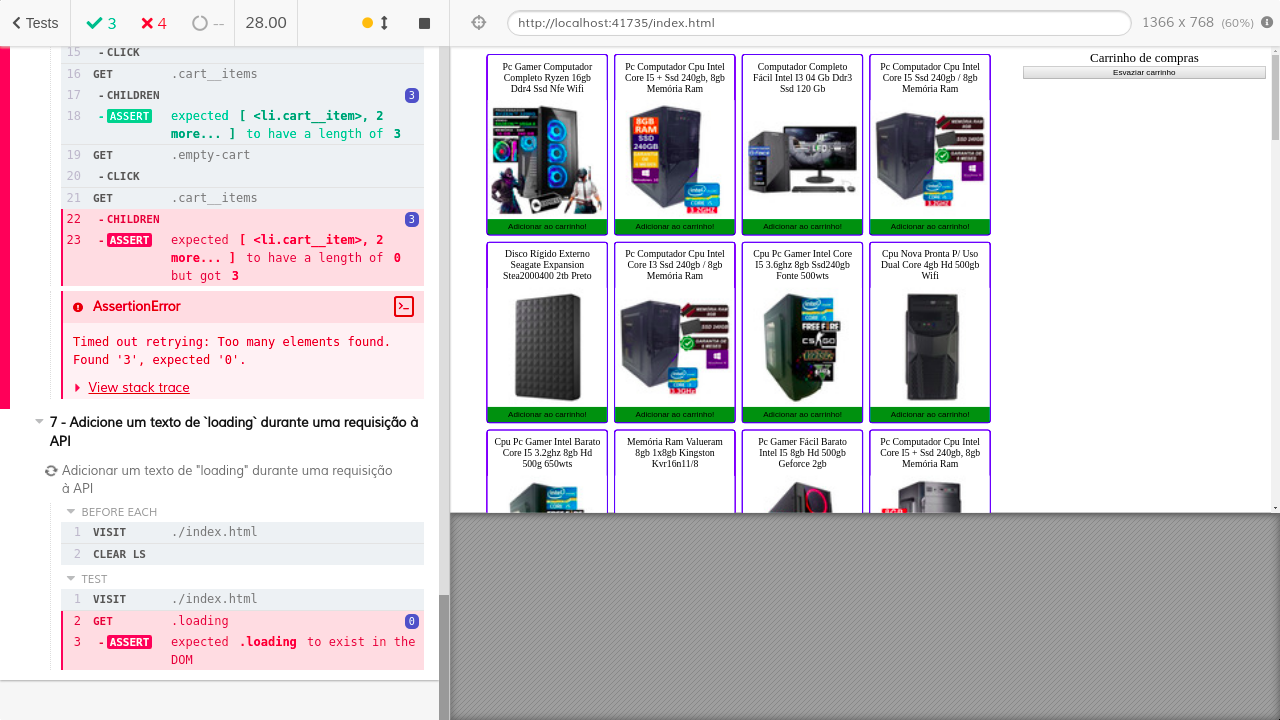 Tests
3
4
--
28.00
http://localhost:41735/index.html
1366 x 768 (60%)
15 -CLICK
16 GET .cart__items
17 -CHILDREN 3
18 -ASSERT expected [ <li.cart__item>, 2
more... ] to have a length of 3
19 GET .empty-cart
20 -CLICK
21 GET .cart_items
22 -CHILDREN 3
23 -ASSERT expected [ <li.cart__item>, 2
more... ] to have a length of 0
but got 3
AssertionError
Timed out retrying: Too many elements found.
Found '3', expected '0'.
View stack trace
7 - Adicione um texto de `loading` durante uma requisição à
API
Adicionar um texto de "loading" durante uma requisição
à API
BEFORE EACH
1 VISIT ./index.html
2 CLEAR LS
TEST
1 VISIT ./index.html
2 GET .loading 0
3 -ASSERT expected .loading to exist in the
DOM
Pc Gamer Computador
Completo Ryzen 16gb
Ddr4 Ssd Nfe Wifi
Adicionar ao carrinho!
Pc Computador Cpu Intel
Core I5 + Ssd 240gb, 8gb
Memória Ram
8GB
RAM
SSD
240GB
Adicionar ao carrinho!
Computador Completo
Fácil Intel I3 04 Gb Ddr3
Ssd 120 Gb
Adicionar ao carrinho!
Pc Computador Cpu Intel
Core I5 Ssd 240gb / 8gb
Memória Ram
Adicionar ao carrinho!
Carrinho de compras
Esvaziar carrinho
Disco Rígido Externo
Seagate Expansion
Stea2000400 2tb Preto
Adicionar ao carrinho!
Pc Computador Cpu Intel
Core I3 Ssd 240gb / 8gb
Memória Ram
Adicionar ao carrinho!
Cpu Pc Gamer Intel Core
I5 3.6ghz 8gb Ssd240gb
Fonte 500wts
FREE FIRE
CS:GO
Adicionar ao carrinho!
Cpu Nova Pronta P/ Uso
Dual Core 4gb Hd 500gb
Wifi
Adicionar ao carrinho!
Cpu Pc Gamer Intel Barato
Core I5 3.2ghz 8gb Hd
500g 650wts
Memória Ram Valueram
8gb 1x8gb Kingston
Kvr16n11/8
Pc Gamer Fácil Barato
Intel I5 8gb Hd 500gb
Geforce 2gb
Pc Computador Cpu Intel
Core I5 + Ssd 240gb, 8gb
Memória Ram